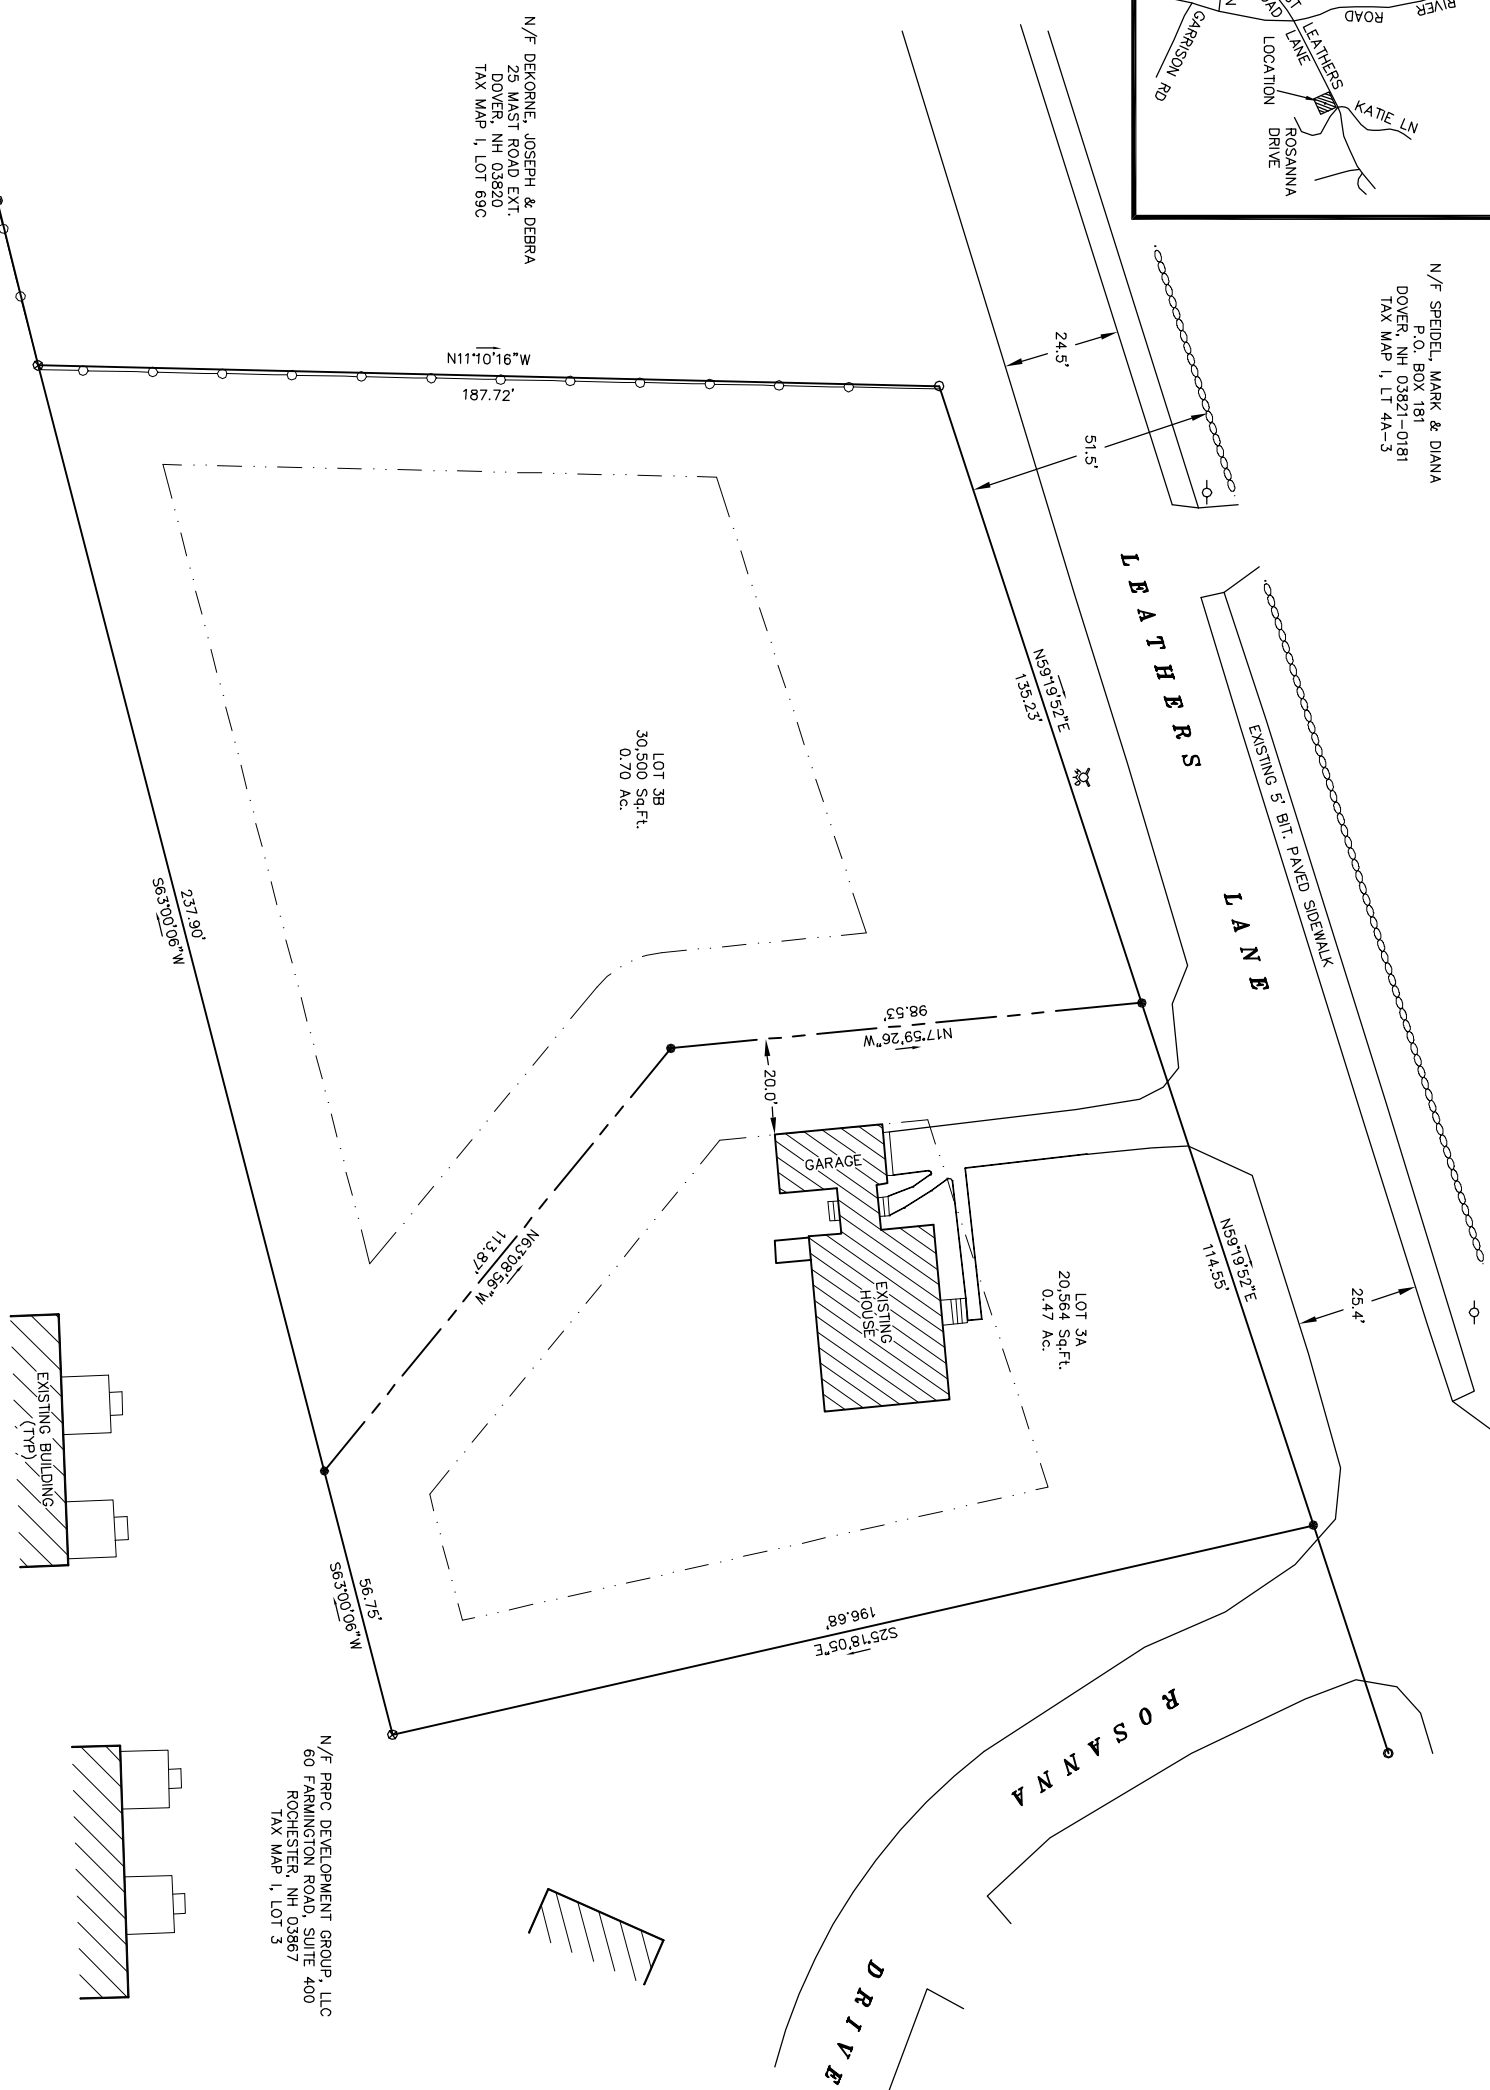 RIVER
ROAD
GARRISON RD
LEATHERS
LANE
LOCATION
KATIE LN
ROSANNA
DRIVE
N/F SPEIDEL, MARK & DIANA
P.O. BOX 181
DOVER, NH 03821-0181
TAX MAP I, LT 4A-3
N/F DEKORNE, JOSEPH & DEBRA
25 MAST ROAD EXT.
DOVER, NH 03820
TAX MAP I, LOT 69C
24.5'
51.5'
N11°10'16"W
187.72'
LEATHERS LANE
EXISTING 5' BIT. PAVED SIDEWALK
N59°19'52"E
135.23'
LOT 3B
30,500 Sq.Ft.
0.70 Ac.
237.90'
S63°00'06"W
98.53'
N17°59'26"W
20.0'
GARAGE
EXISTING
HOUSE
N63°08'56"W
113.87'
LOT 3A
20,564 Sq.Ft.
0.47 Ac.
N59°19'52"E
114.55'
25.4'
EXISTING BUILDING
(TYP)
56.75'
S63°00'06"W
196.68'
S25°18'05"E
ROSANNA
DRIVE
N/F PRPC DEVELOPMENT GROUP, LLC
60 FARMINGTON ROAD, SUITE 400
ROCHESTER, NH 03867
TAX MAP I, LOT 3